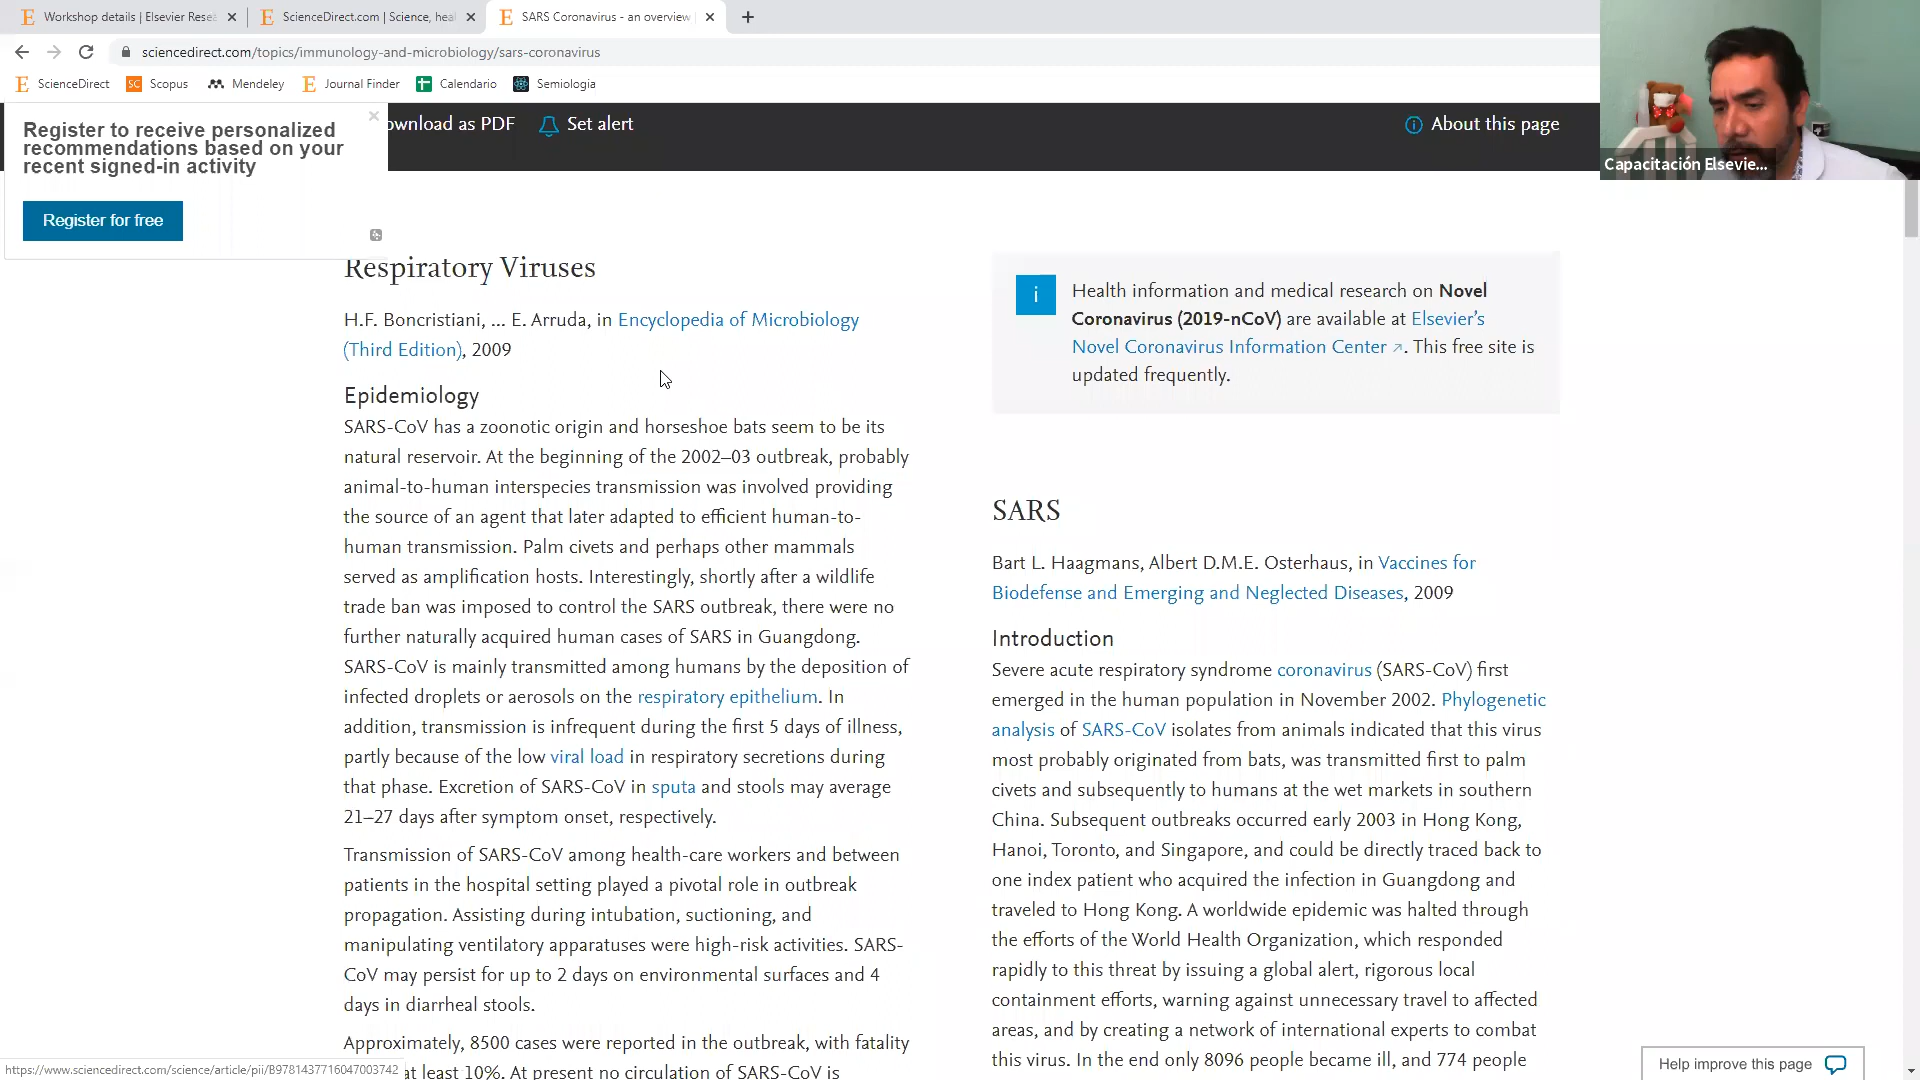 Workshop details | Elsevier Rese
ScienceDirect.com | Science, heal
SARS Coronavirus - an overview
sciencedirect.com/topics/immunology-and-microbiology/sars-coronavirus
ScienceDirect
Scopus
Mendeley
Journal Finder
Calendario
Semiologia
Register to receive personalized
recommendations based on your
recent signed-in activity
Register for free
ownload as PDF
Set alert
About this page
Capacitación Elsevie...
Respiratory Viruses
H.F. Boncristiani, ... E. Arruda, in Encyclopedia of Microbiology
(Third Edition), 2009
Epidemiology
SARS-CoV has a zoonotic origin and horseshoe bats seem to be its
natural reservoir. At the beginning of the 2002–03 outbreak, probably
animal-to-human interspecies transmission was involved providing
the source of an agent that later adapted to efficient human-to-
human transmission. Palm civets and perhaps other mammals
served as amplification hosts. Interestingly, shortly after a wildlife
trade ban was imposed to control the SARS outbreak, there were no
further naturally acquired human cases of SARS in Guangdong.
SARS-CoV is mainly transmitted among humans by the deposition of
infected droplets or aerosols on the respiratory epithelium. In
addition, transmission is infrequent during the first 5 days of illness,
partly because of the low viral load in respiratory secretions during
that phase. Excretion of SARS-CoV in sputa and stools may average
21–27 days after symptom onset, respectively.
Transmission of SARS-CoV among health-care workers and between
patients in the hospital setting played a pivotal role in outbreak
propagation. Assisting during intubation, suctioning, and
manipulating ventilatory apparatuses were high-risk activities. SARS-
CoV may persist for up to 2 days on environmental surfaces and 4
days in diarrheal stools.
Approximately, 8500 cases were reported in the outbreak, with fatality
at least 10%. At present no circulation of SARS-CoV is
i
Health information and medical research on Novel
Coronavirus (2019-nCoV) are available at Elsevier's
Novel Coronavirus Information Center ↗. This free site is
updated frequently.
SARS
Bart L. Haagmans, Albert D.M.E. Osterhaus, in Vaccines for
Biodefense and Emerging and Neglected Diseases, 2009
Introduction
Severe acute respiratory syndrome coronavirus (SARS-CoV) first
emerged in the human population in November 2002. Phylogenetic
analysis of SARS-CoV isolates from animals indicated that this virus
most probably originated from bats, was transmitted first to palm
civets and subsequently to humans at the wet markets in southern
China. Subsequent outbreaks occurred early 2003 in Hong Kong,
Hanoi, Toronto, and Singapore, and could be directly traced back to
one index patient who acquired the infection in Guangdong and
traveled to Hong Kong. A worldwide epidemic was halted through
the efforts of the World Health Organization, which responded
rapidly to this threat by issuing a global alert, rigorous local
containment efforts, warning against unnecessary travel to affected
areas, and by creating a network of international experts to combat
this virus. In the end only 8096 people became ill, and 774 people
https://www.sciencedirect.com/science/article/pii/B9781437716047003742
Help improve this page